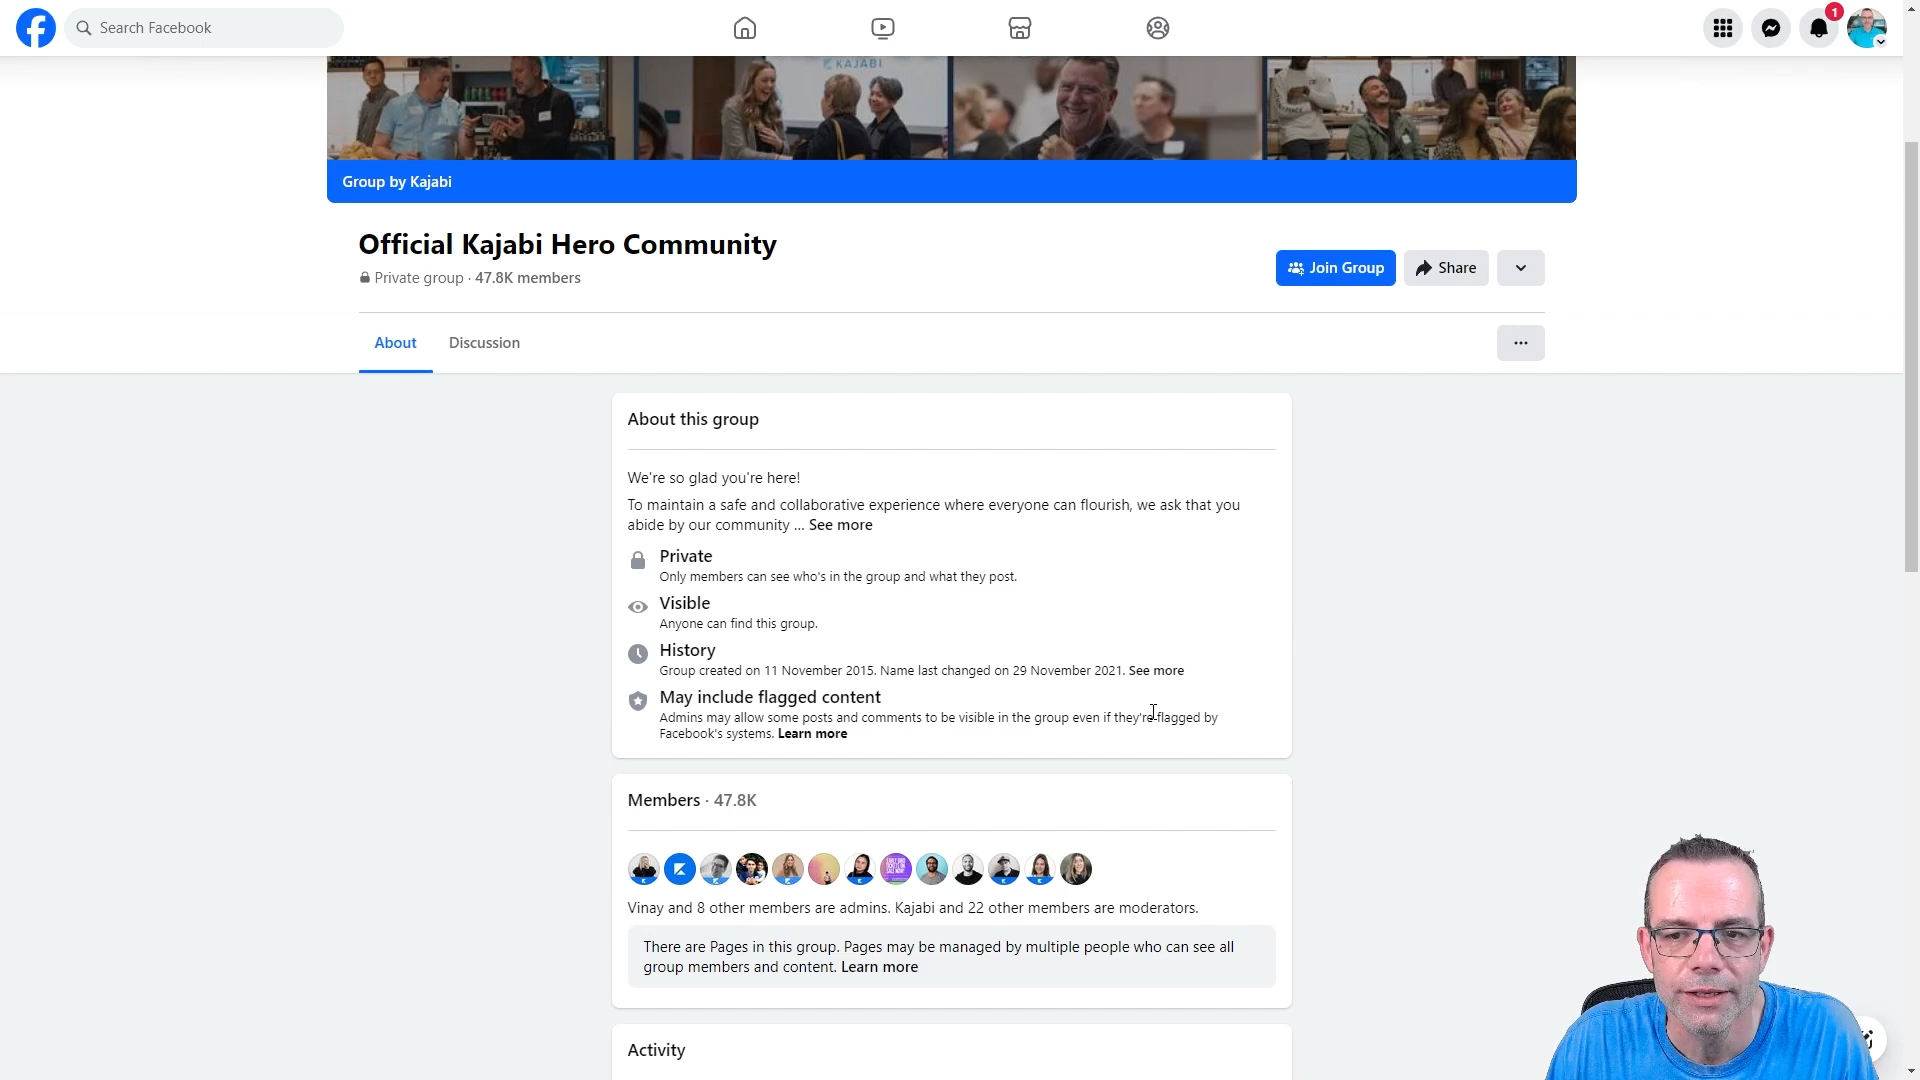 Search Facebook
1
KAJABI
Group by Kajabi
Official Kajabi Hero Community
Private group · 47.8K members
Join Group
Share
About
Discussion
About this group
We're so glad you're here!
To maintain a safe and collaborative experience where everyone can flourish, we ask that you
abide by our community ... See more
Private
Only members can see who's in the group and what they post.
Visible
Anyone can find this group.
History
Group created on 11 November 2015. Name last changed on 29 November 2021. See more
May include flagged content
Admins may allow some posts and comments to be visible in the group even if they're flagged by
Facebook's systems. Learn more
Members · 47.8K
Vinay and 8 other members are admins. Kajabi and 22 other members are moderators.
There are Pages in this group. Pages may be managed by multiple people who can see all
group members and content. Learn more
Activity